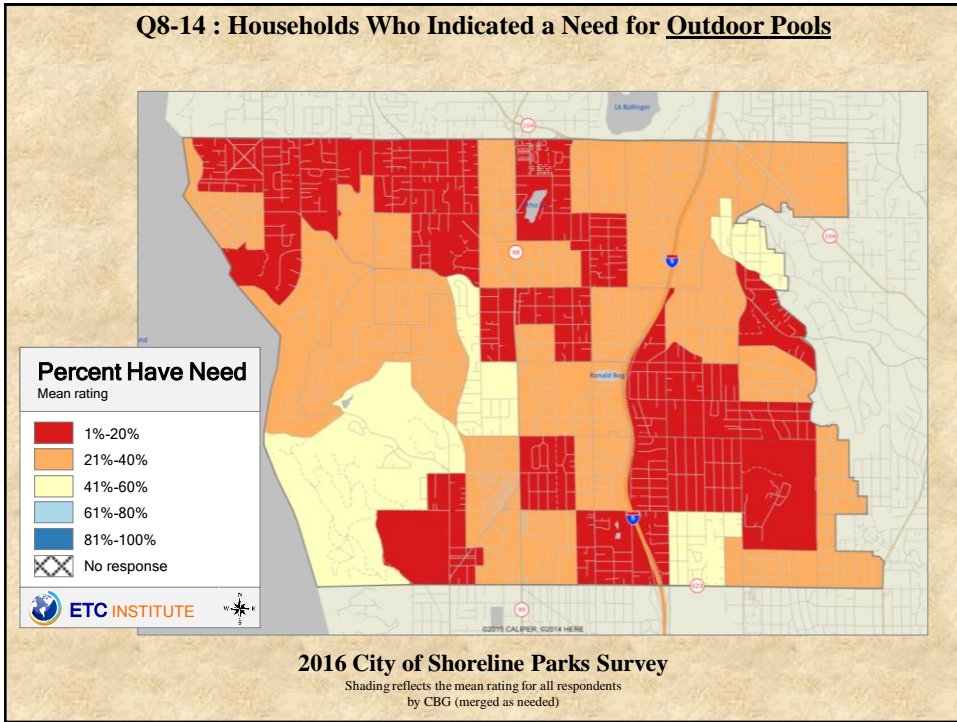 Q8-14 : Households Who Indicated a Need for Outdoor Pools
Lk Ballinger
104
99
5
104
nd
Ronald Bog
Percent Have Need
Mean rating
1%-20%
21%-40%
41%-60%
61%-80%
81%-100%
No response
ETC INSTITUTE
N
W E
S
5
523
99
©2015 CALIPER; ©2014 HERE
2016 City of Shoreline Parks Survey
Shading reflects the mean rating for all respondents
by CBG (merged as needed)